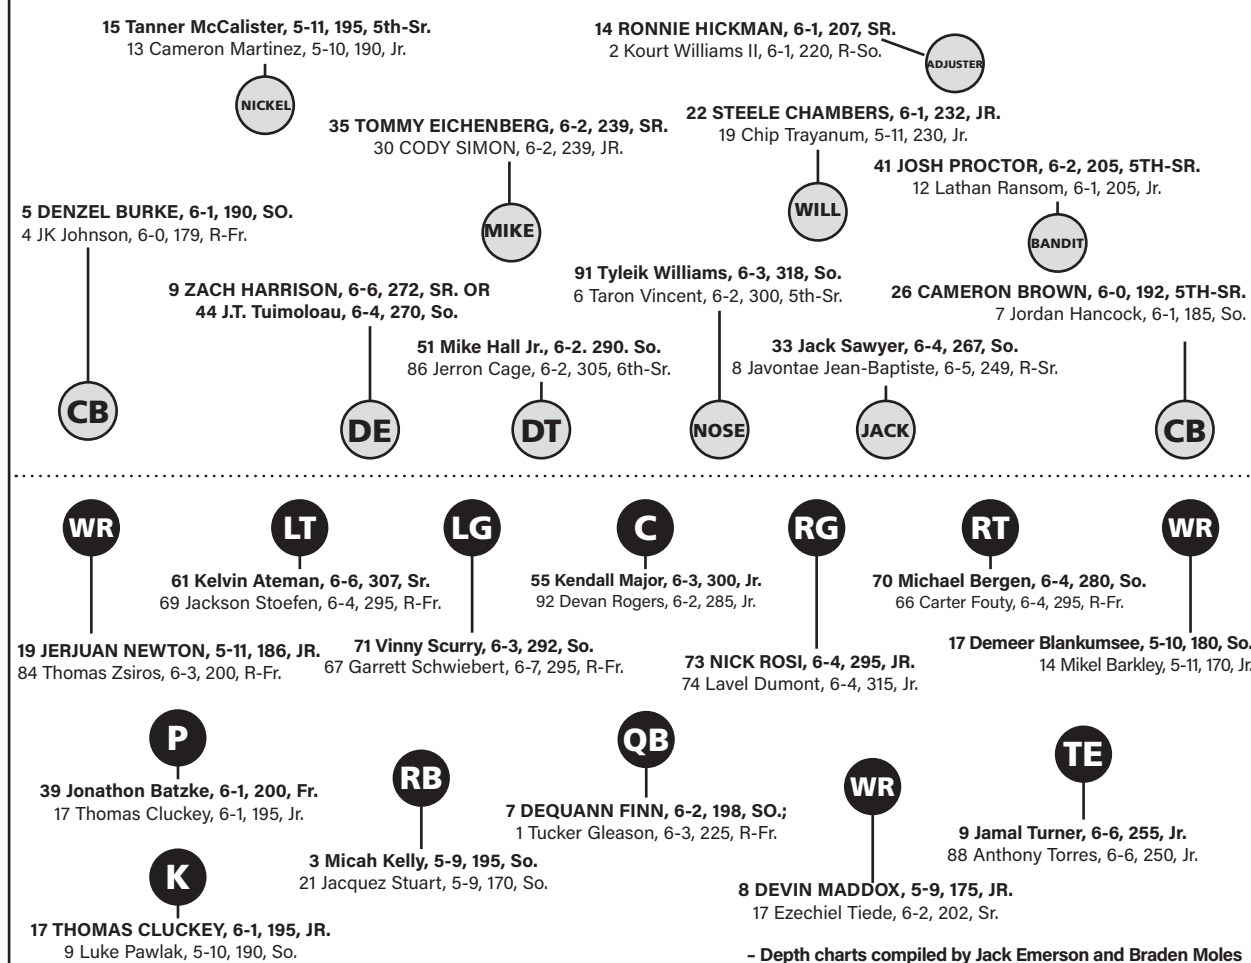 15 Tanner McCalister, 5-11, 195, 5th-Sr.
13 Cameron Martinez, 5-10, 190, Jr.
NICKEL
14 RONNIE HICKMAN, 6-1, 207, SR.
2 Kourt Williams II, 6-1, 220, R-So.
ADJUSTER
35 TOMMY EICHENBERG, 6-2, 239, SR.
30 CODY SIMON, 6-2, 239, JR.
MIKE
22 STEELE CHAMBERS, 6-1, 232, JR.
19 Chip Trayanum, 5-11, 230, Jr.
WILL
41 JOSH PROCTOR, 6-2, 205, 5TH-SR.
12 Lathan Ransom, 6-1, 205, Jr.
BANDIT
5 DENZEL BURKE, 6-1, 190, SO.
4 JK Johnson, 6-0, 179, R-Fr.
CB
9 ZACH HARRISON, 6-6, 272, SR. OR
44 J.T. Tuimoloau, 6-4, 270, So.
DE
51 Mike Hall Jr., 6-2. 290. So.
86 Jerron Cage, 6-2, 305, 6th-Sr.
DT
91 Tyleik Williams, 6-3, 318, So.
6 Taron Vincent, 6-2, 300, 5th-Sr.
NOSE
33 Jack Sawyer, 6-4, 267, So.
8 Javontae Jean-Baptiste, 6-5, 249, R-Sr.
JACK
26 CAMERON BROWN, 6-0, 192, 5TH-SR.
7 Jordan Hancock, 6-1, 185, So.
CB
WR
19 JERJUAN NEWTON, 5-11, 186, JR.
84 Thomas Zsiros, 6-3, 200, R-Fr.
LT
61 Kelvin Ateman, 6-6, 307, Sr.
69 Jackson Stoefen, 6-4, 295, R-Fr.
LG
71 Vinny Scurry, 6-3, 292, So.
67 Garrett Schwiebert, 6-7, 295, R-Fr.
C
55 Kendall Major, 6-3, 300, Jr.
92 Devan Rogers, 6-2, 285, Jr.
RG
73 NICK ROSI, 6-4, 295, JR.
74 Lavel Dumont, 6-4, 315, Jr.
RT
70 Michael Bergen, 6-4, 280, So.
66 Carter Fouty, 6-4, 295, R-Fr.
WR
17 Demeer Blankumsee, 5-10, 180, So.
14 Mikel Barkley, 5-11, 170, Jr.
P
39 Jonathon Batzke, 6-1, 200, Fr.
17 Thomas Cluckey, 6-1, 195, Jr.
K
17 THOMAS CLUCKEY, 6-1, 195, JR.
9 Luke Pawlak, 5-10, 190, So.
RB
3 Micah Kelly, 5-9, 195, So.
21 Jacquez Stuart, 5-9, 170, So.
QB
7 DEQUANN FINN, 6-2, 198, SO.;
1 Tucker Gleason, 6-3, 225, R-Fr.
WR
8 DEVIN MADDOX, 5-9, 175, JR.
17 Ezechiel Tiede, 6-2, 202, Sr.
TE
9 Jamal Turner, 6-6, 255, Jr.
88 Anthony Torres, 6-6, 250, Jr.
– Depth charts compiled by Jack Emerson and Braden Moles